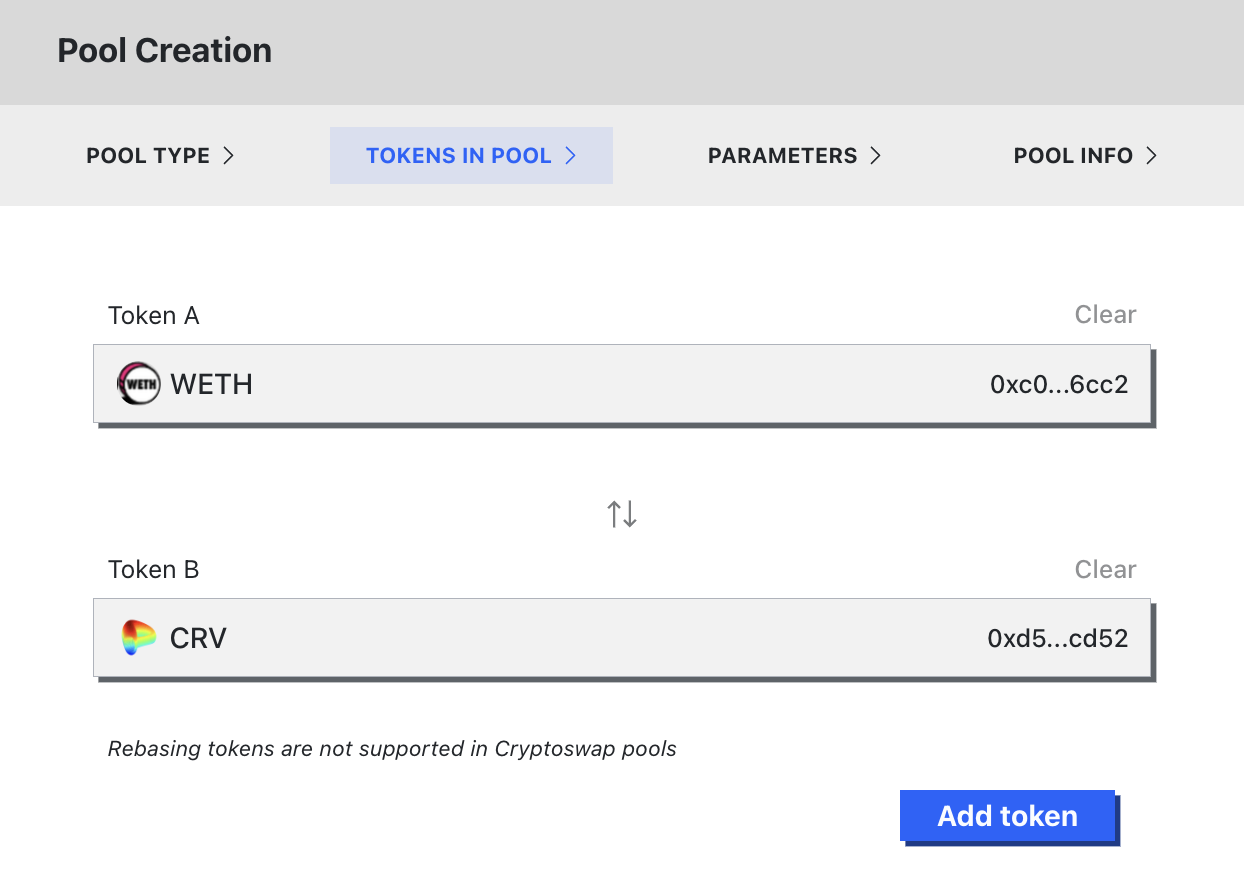 Pool Creation
POOL TYPE TOKENS IN POOL PARAMETERS POOL INFO
Token A Clear
WETH WETH 0xc0...6cc2
Token B Clear
CRV 0xd5...cd52
Rebasing tokens are not supported in Cryptoswap pools
Add token